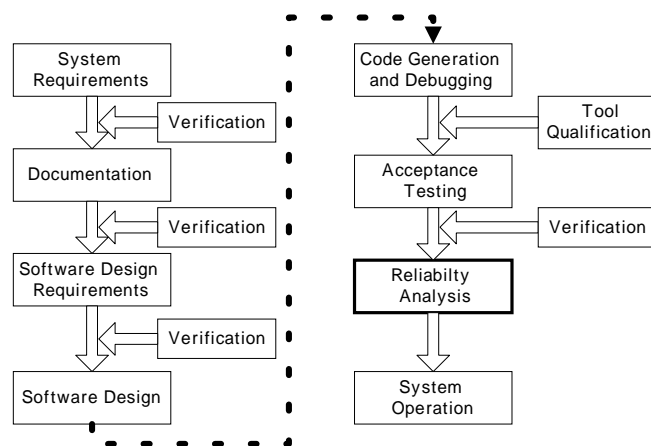 System
Requirements
Verification
Documentation
Verification
Software Design
Requirements
Verification
Software Design
Code Generation
and Debugging
Tool
Qualification
Acceptance
Testing
Verification
Reliabilty
Analysis
System
Operation